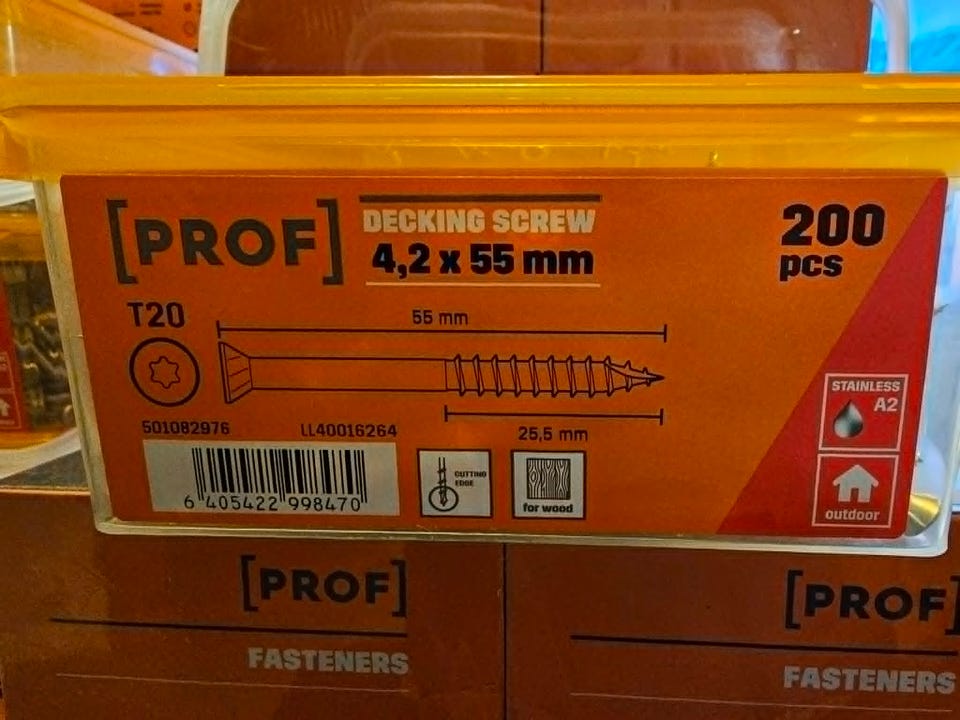 [PROF]
DECKING SCREW
4,2 x 55 mm
200
pcs
T20
55 mm
501082976
LL40016264
25,5 mm
6 405422 998470
CUTTING
EDGE
for wood
STAINLESS
A2
outdoor
[PROF]
FASTENERS
[PROF]
FASTENERS